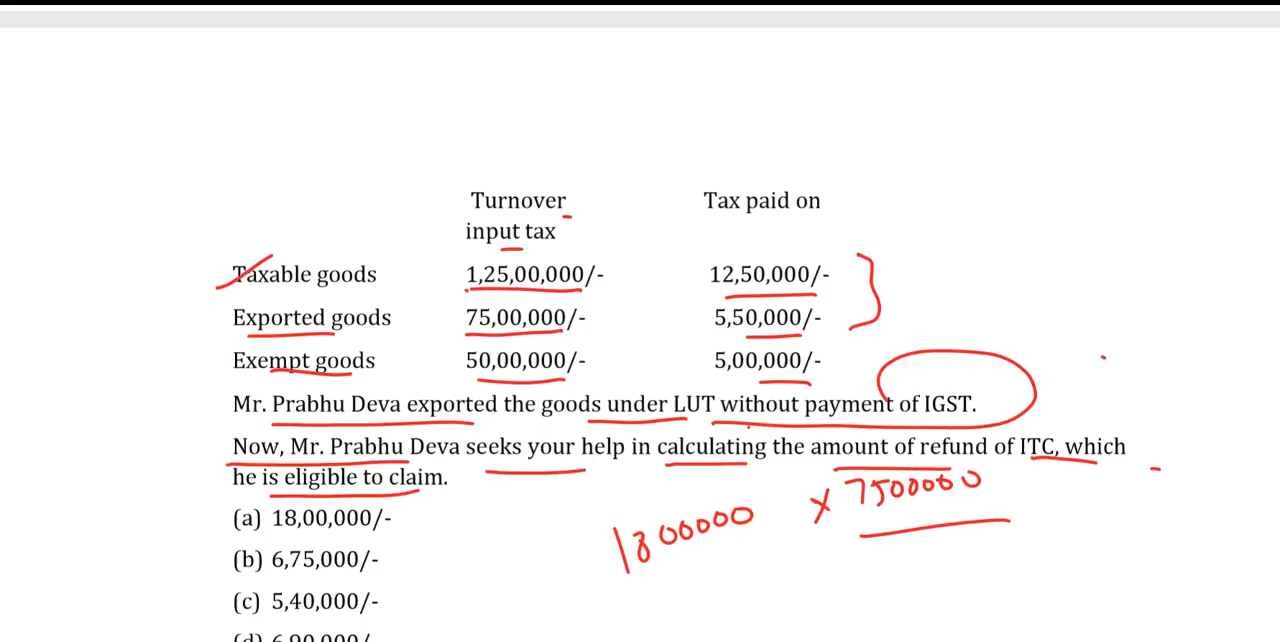 Turnover Tax paid on
input tax
Taxable goods 1,25,00,000/- 12,50,000/-
Exported goods 75,00,000/- 5,50,000/-
Exempt goods 50,00,000/- 5,00,000/-
Mr. Prabhu Deva exported the goods under LUT without payment of IGST.
Now, Mr. Prabhu Deva seeks your help in calculating the amount of refund of ITC, which
he is eligible to claim.
(a) 18,00,000/-
1800000 × 7500000
(b) 6,75,000/-
(c) 5,40,000/-